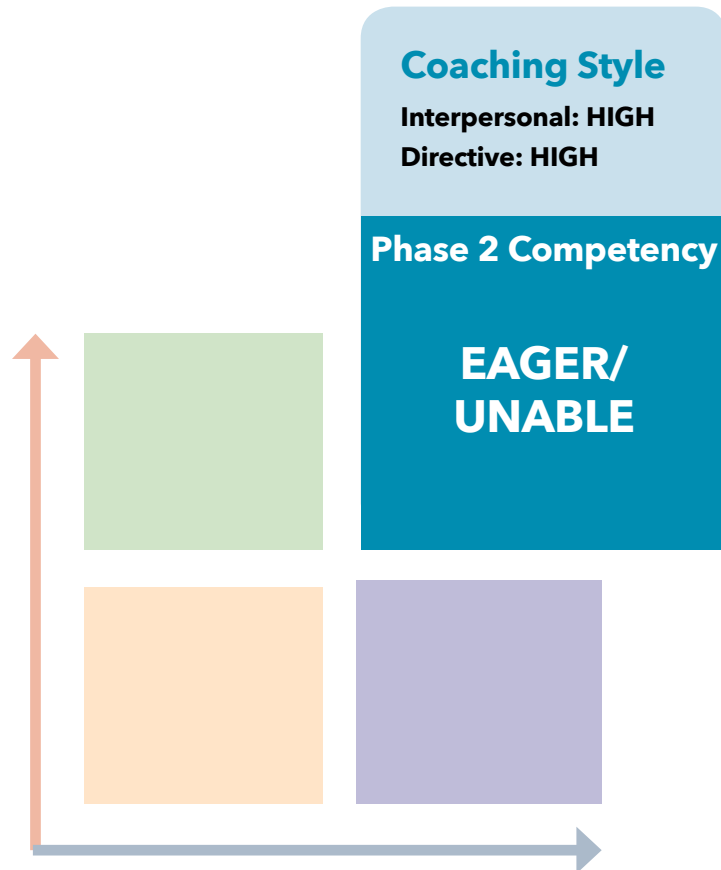 Coaching Style
Interpersonal: HIGH
Directive: HIGH
Phase 2 Competency
EAGER/
UNABLE